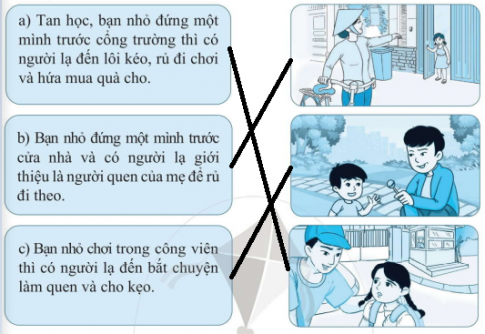 a) Tan học, bạn nhỏ đứng một
mình trước cổng trường thì có
người lạ đến lôi kéo, rủ đi chơi
và hứa mua quà cho.
b) Bạn nhỏ đứng một mình trước
cửa nhà và có người lạ giới
thiệu là người quen của mẹ để rủ
đi theo.
c) Bạn nhỏ chơi trong công viên
thì có người lạ đến bắt chuyện
làm quen và cho kẹo.